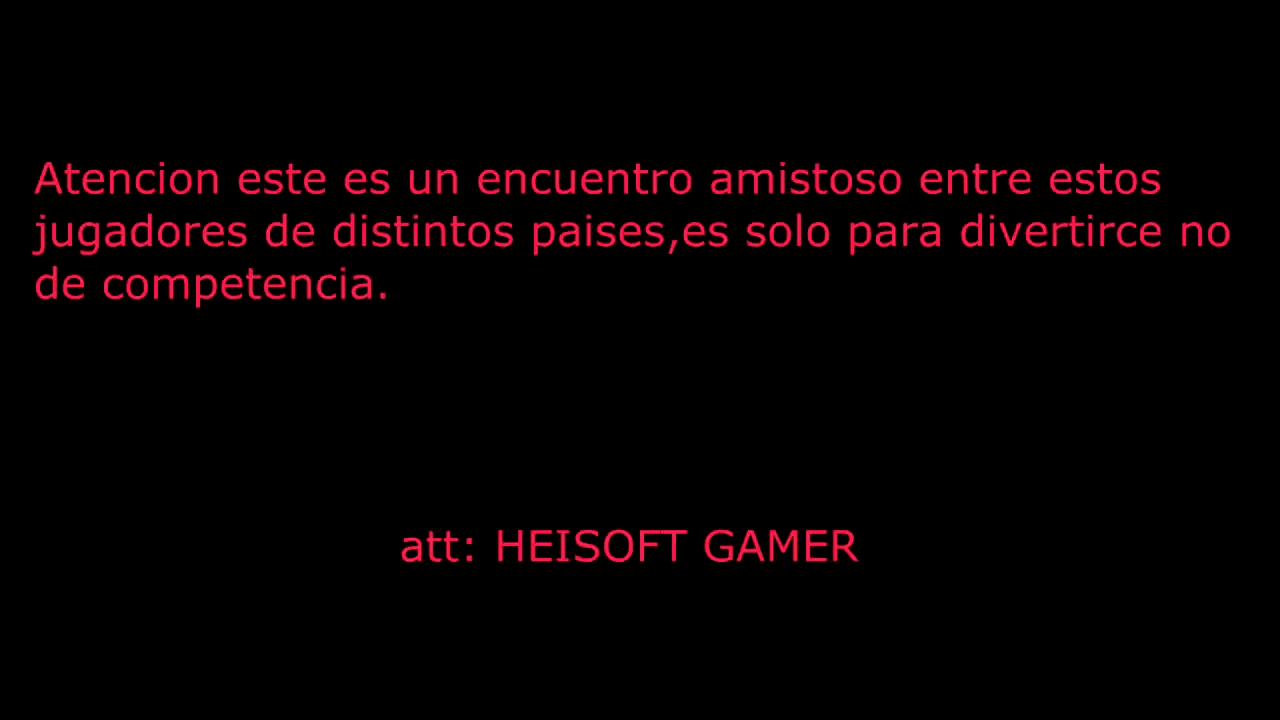 Atencion este es un encuentro amistoso entre estos
jugadores de distintos paises,es solo para divertirce no
de competencia.
att: HEISOFT GAMER